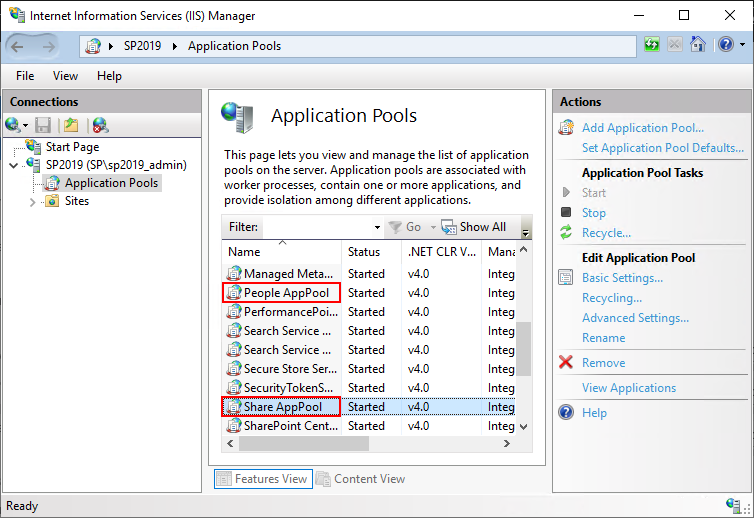 Internet Information Services (IIS) Manager
SP2019 Application Pools
File View Help
Connections
Start Page
SP2019 (SP\sp2019_admin)
Application Pools
Sites
Application Pools
This page lets you view and manage the list of application
pools on the server. Application pools are associated with
worker processes, contain one or more applications, and
provide isolation among different applications.
Filter: Go Show All
Name Status .NET CLR V... Mana
Managed Meta... Started v4.0 Integ
People AppPool Started v4.0 Integ
PerformancePoi... Started v4.0 Integ
Search Service ... Started v4.0 Integ
Search Service ... Started v4.0 Integ
Secure Store Ser... Started v4.0 Integ
SecurityTokenS... Started v4.0 Integ
Share AppPool Started v4.0 Integ
SharePoint Cent... Started v4.0 Integ
Features View Content View
Actions
Add Application Pool...
Set Application Pool Defaults...
Application Pool Tasks
Start
Stop
Recycle...
Edit Application Pool
Basic Settings...
Recycling...
Advanced Settings...
Rename
Remove
View Applications
Help
Ready